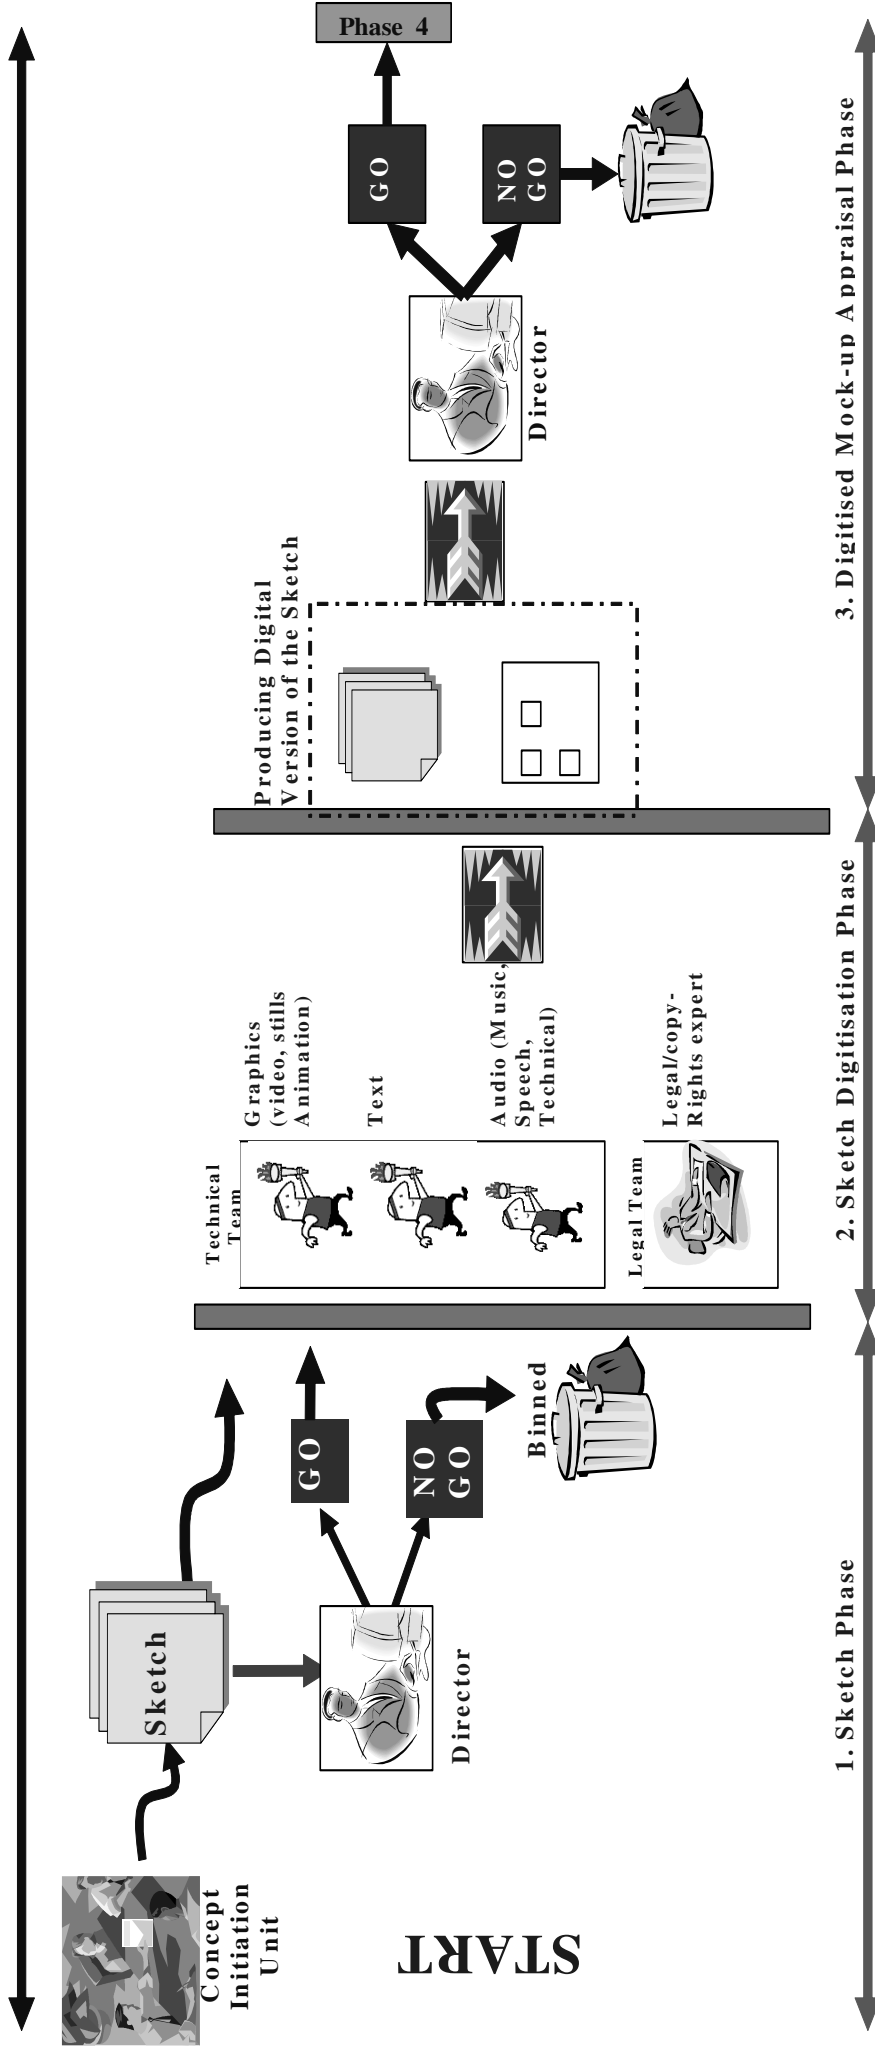 START
Concept
Initiation
Unit
Sketch
Director
GO
NO
GO
Binned
Technical
Team
Graphics
(video, stills
Animation)
Text
Audio (Music,
Speech,
Technical)
Legal Team
Legal/copy-
Rights expert
Producing Digital
Version of the Sketch
Director
GO
NO
GO
Phase 4
1. Sketch Phase
2. Sketch Digitisation Phase
3. Digitised Mock-up Appraisal Phase